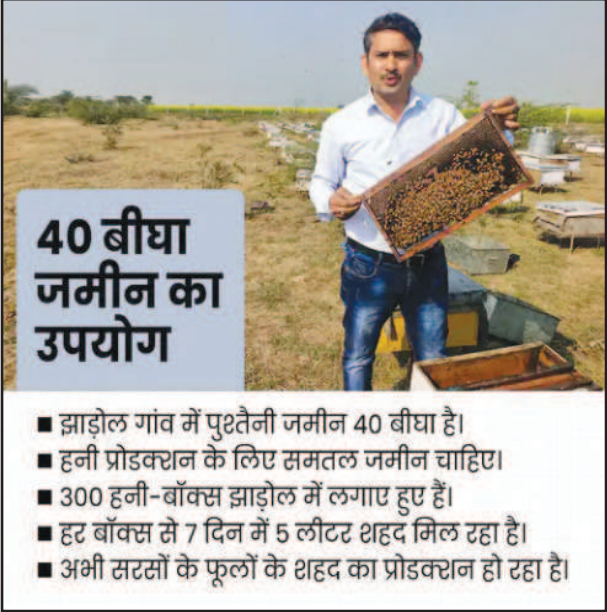 40 बीघा
जमीन का
उपयोग
■ झाड़ोल गांव में पुश्तैनी जमीन 40 बीघा है।
■ हनी प्रोडक्शन के लिए समतल जमीन चाहिए।
■ 300 हनी-बॉक्स झाड़ोल में लगाए हुए हैं।
■ हर बॉक्स से 7 दिन में 5 लीटर शहद मिल रहा है।
■ अभी सरसों के फूलों के शहद का प्रोडक्शन हो रहा है।